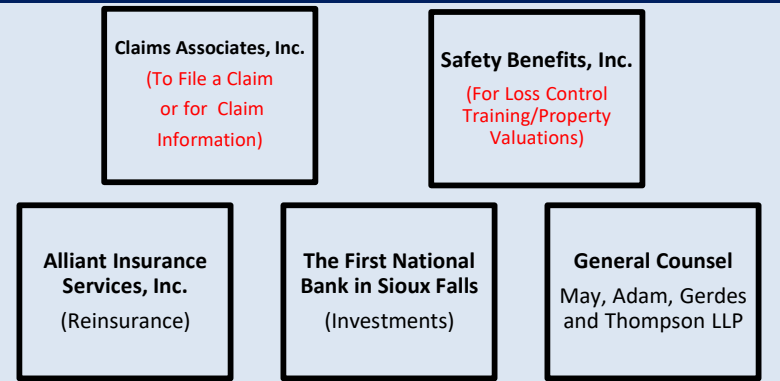 Claims Associates, Inc.
(To File a Claim
or for Claim
Information)
Safety Benefits, Inc.
(For Loss Control
Training/Property
Valuations)
Alliant Insurance
Services, Inc.
(Reinsurance)
The First National
Bank in Sioux Falls
(Investments)
General Counsel
May, Adam, Gerdes
and Thompson LLP